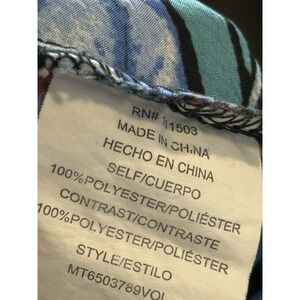 RN#
MADE IN CHINA
HECHO EN CHINA
SELF/CUERPO
100%POLYESTER/POLIÉSTER
CONTRAST/CONTRASTE
100%POLYESTER/POLIÉSTER
STYLE/ESTILO
MT6503789VOL